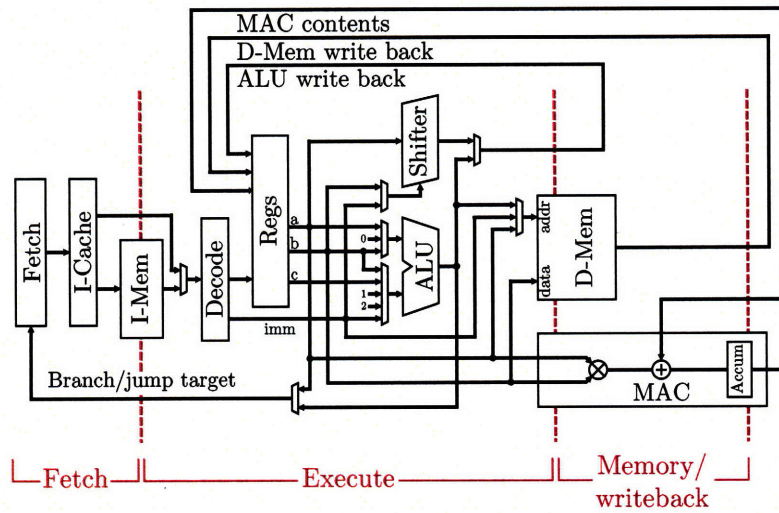 MAC contents
D-Mem write back
ALU write back
Fetch
I-Cache
I-Mem
Decode
Regs
a
b
c
imm
Shifter
0
ALU
1
2
addr
data
D-Mem
Branch/jump target
MAC
Accum
Fetch
Execute
Memory/
writeback